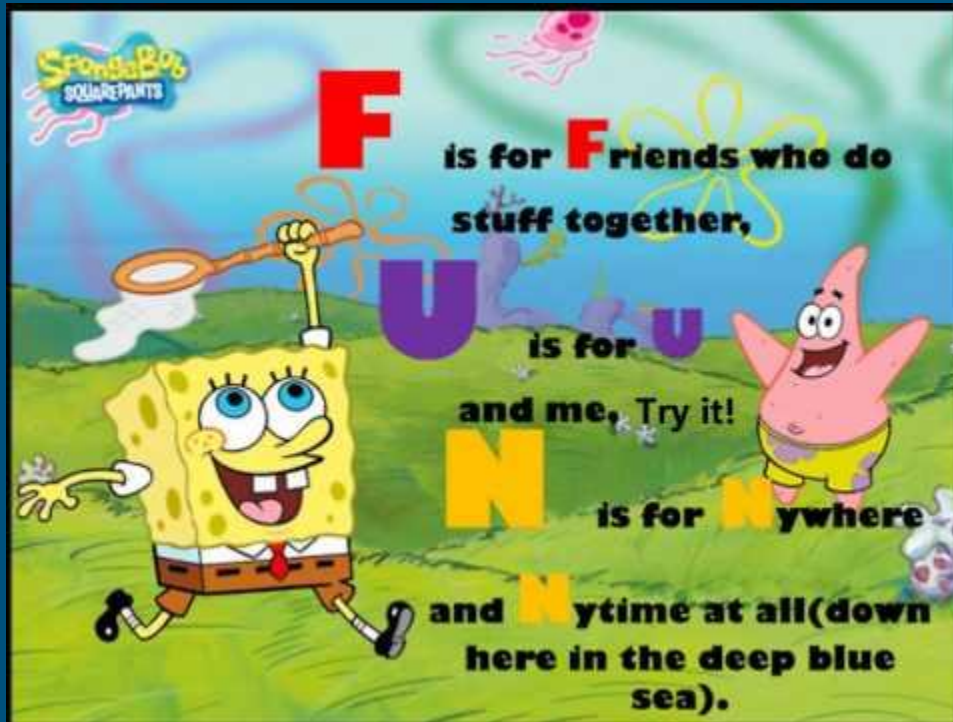 SpongeBob
SQUAREPANTS
F is for Friends who do
stuff together,
U is for U
and me, Try it!
N is for Nywhere
and Nytime at all(down
here in the deep blue
sea).